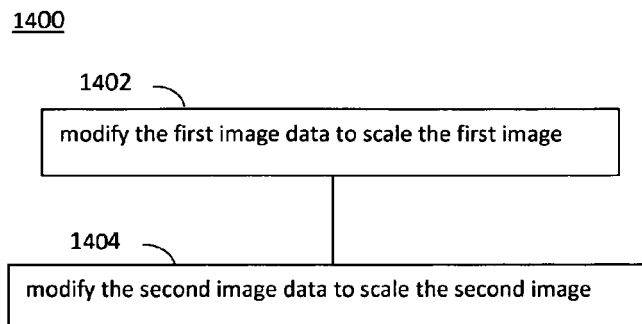 1400
1402
modify the first image data to scale the first image
1404
modify the second image data to scale the second image